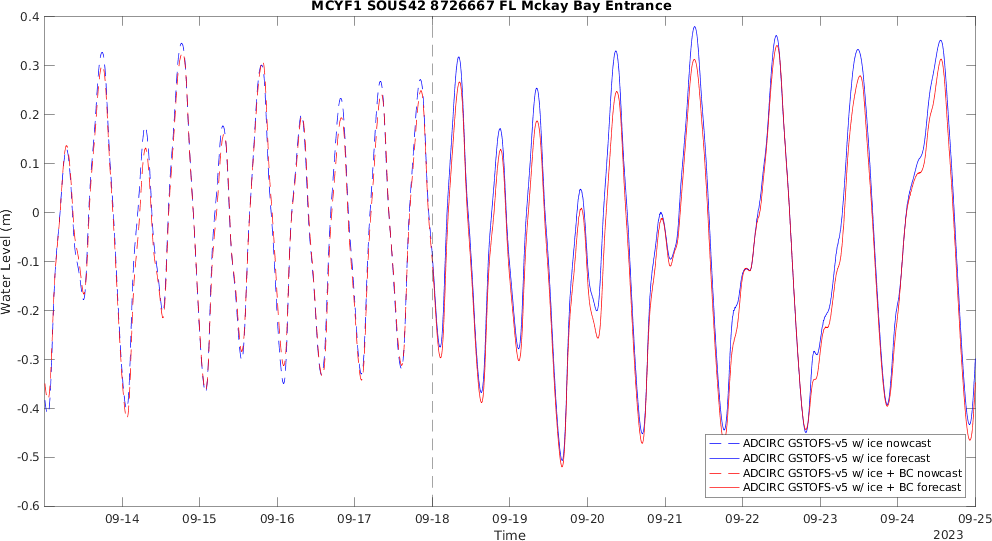 MCYF1 SOUS42 8726667 FL Mckay Bay Entrance
0.4
0.3
0.2
0.1
0
-0.1
-0.2
-0.3
-0.4
-0.5
-0.6
Water Level (m)
ADCIRC GSTOFS-v5 w/ ice nowcast
ADCIRC GSTOFS-v5 w/ ice forecast
ADCIRC GSTOFS-v5 w/ ice + BC nowcast
ADCIRC GSTOFS-v5 w/ ice + BC forecast
09-14 09-15 09-16 09-17 09-18 09-19 09-20 09-21 09-22 09-23 09-24 09-25
Time
2023